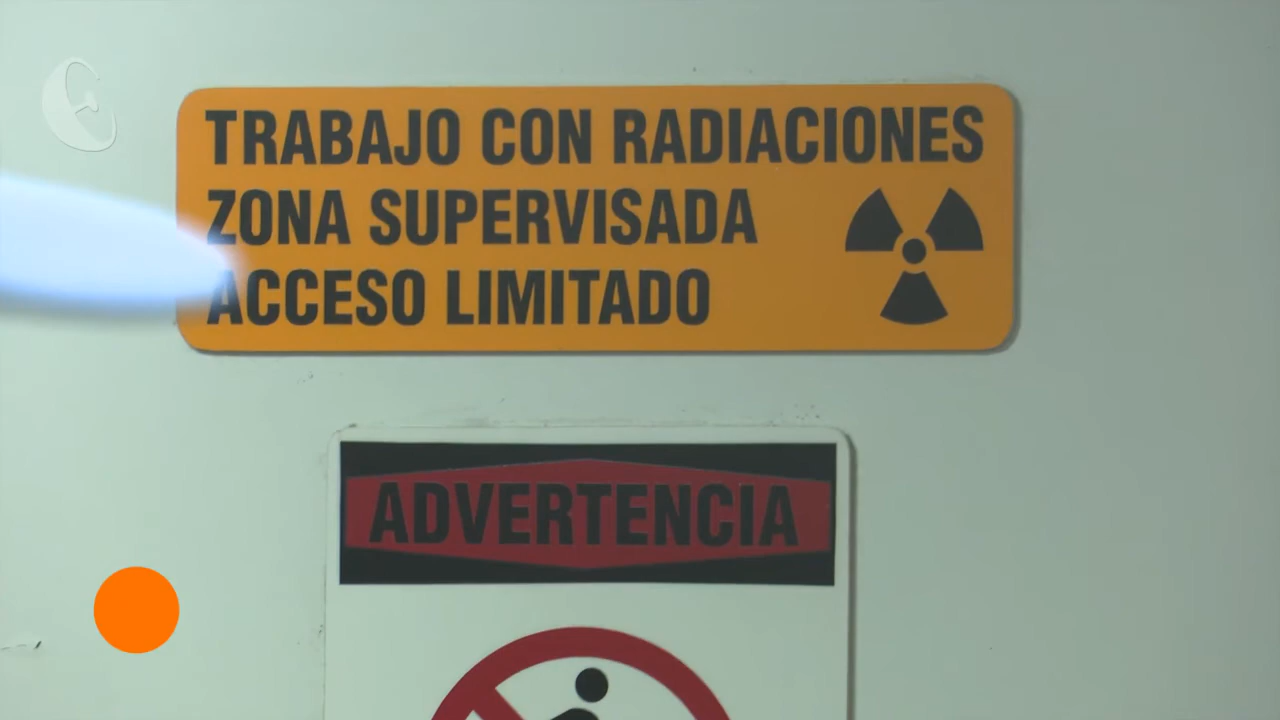 TRABAJO CON RADIACIONES
ZONA SUPERVISADA
ACCESO LIMITADO
ADVERTENCIA